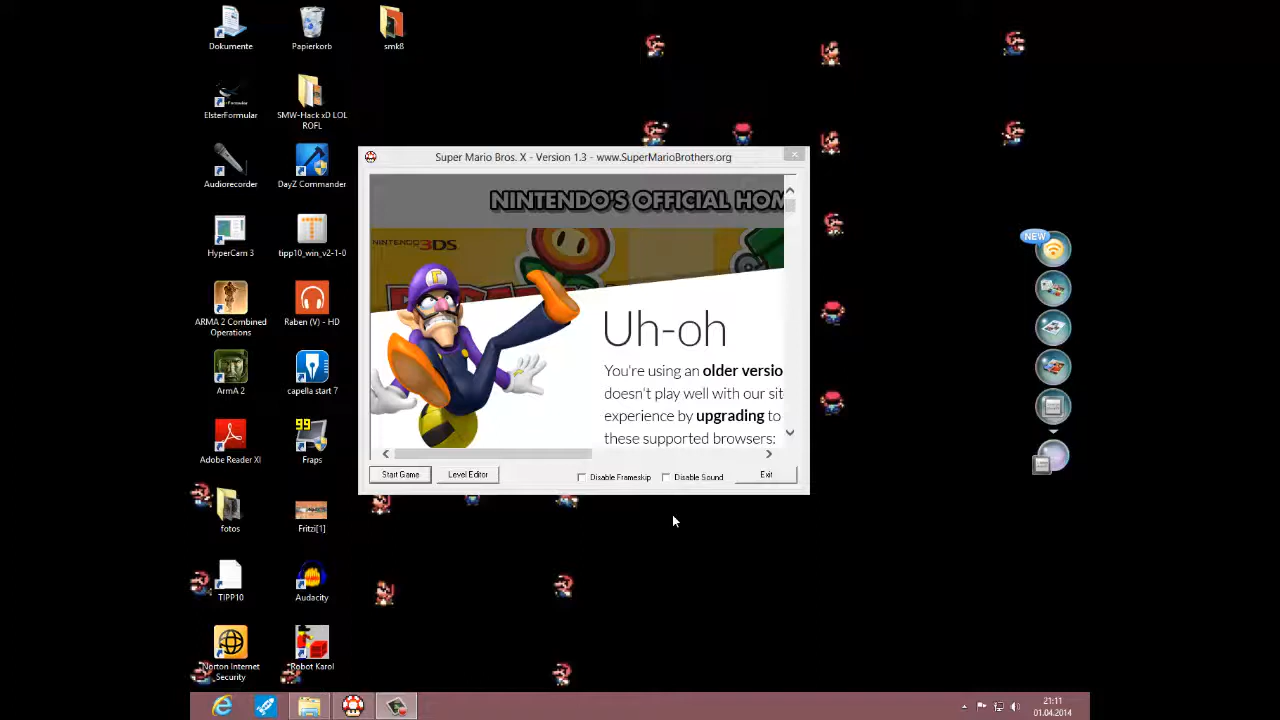 Dokumente
Papierkorb
smk8
ElsterFormular
SMW-Hack xD LOL
ROFL
Audiorecorder
DayZ Commander
HyperCam 3
tipp10_win_v2-1-0
ARMA 2 Combined
Operations
Raben (V) - HD
ArmA 2
capella start 7
Adobe Reader XI
99
Fraps
fotos
Fritzi[1]
TIPP10
Audacity
Norton Internet
Security
Robot Karol
Super Mario Bros. X - Version 1.3 - www.SuperMarioBrothers.org
NINTENDO'S OFFICIAL HOM
NINTENDO3DS
Uh-oh
You're using an older versio
doesn't play well with our sit
experience by upgrading to
these supported browsers:
Start Game
Level Editor
Disable Frameskip
Disable Sound
Exit
NEW
21:11
01.04.2014